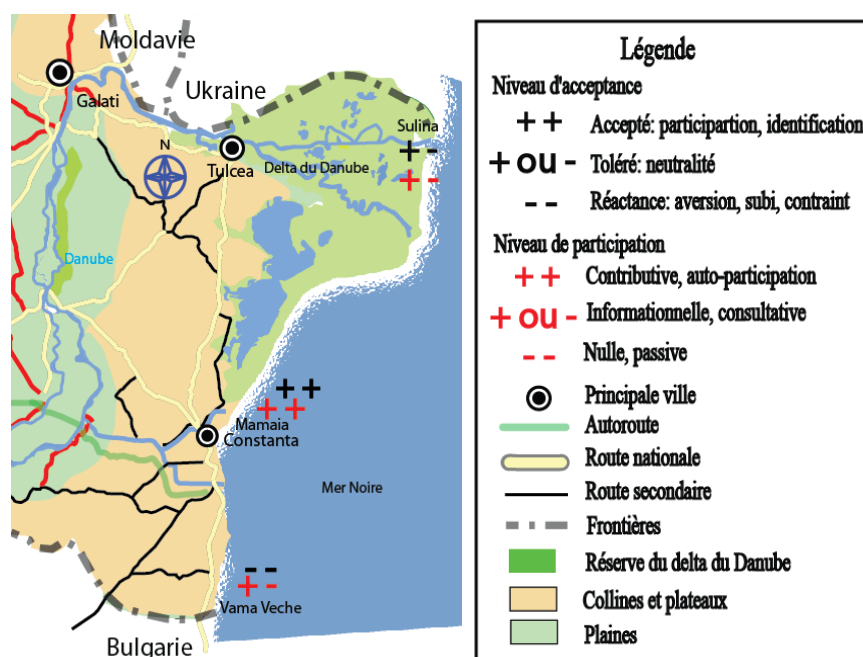 Moldavie
Galati
Ukraine
Sulina
+ -
+ -
N
Tulcea
Delta du Danube
Danube
+ +
+ +
Mamaia
Constanta
Mer Noire
- -
+ -
Vama Veche
Bulgarie
Légende
Niveau d'acceptance
+ + Accepté: participartion, identification
+ ou - Toléré: neutralité
- - Réactance: aversion, subi, contraint
Niveau de participation
+ + Contributive, auto-participation
+ ou - Informationnelle, consultative
- - Nulle, passive
Principale ville
Autoroute
Route nationale
Route secondaire
Frontières
Réserve du delta du Danube
Collines et plateaux
Plaines